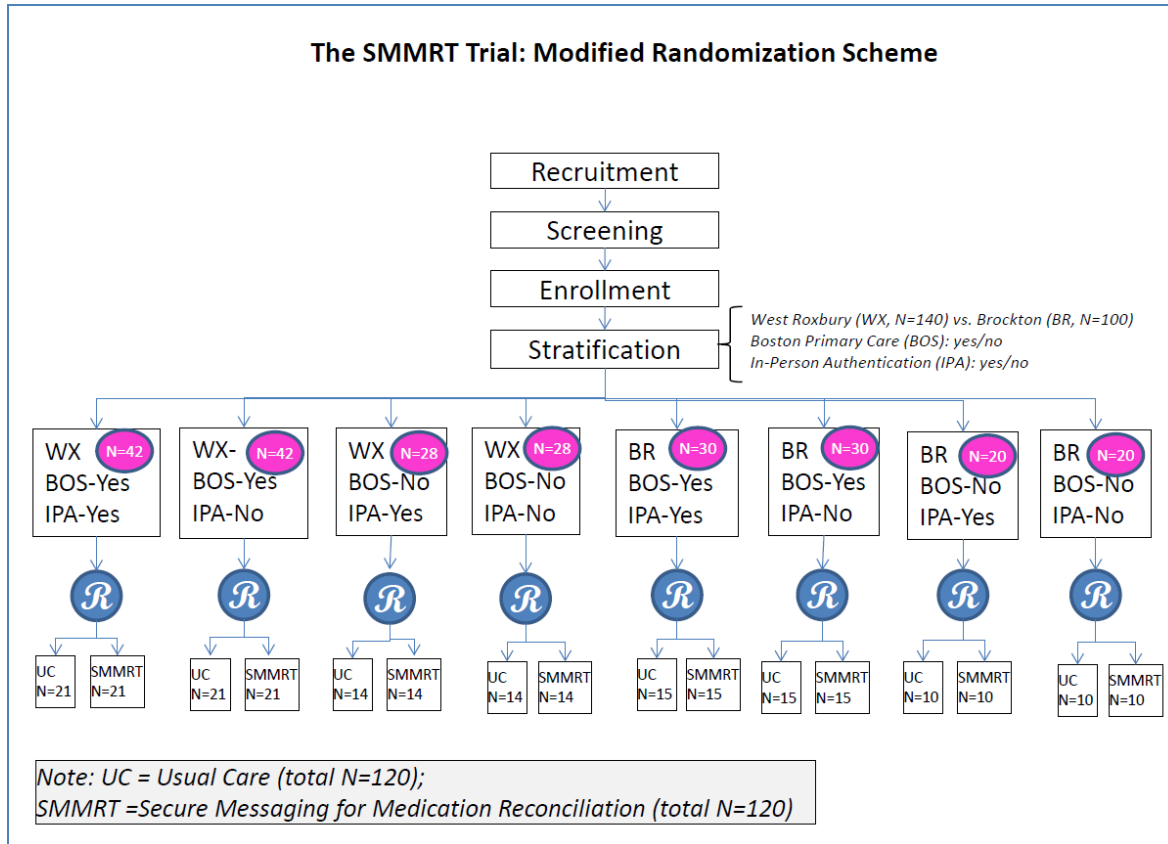 The SMMRT Trial: Modified Randomization Scheme
Recruitment
Screening
Enrollment
Stratification
West Roxbury (WX, N=140) vs. Brockton (BR, N=100)
Boston Primary Care (BOS): yes/no
In-Person Authentication (IPA): yes/no
WX N=42
BOS-Yes
IPA-Yes
WX- N=42
BOS-Yes
IPA-No
WX N=28
BOS-No
IPA-Yes
WX N=28
BOS-No
IPA-No
BR N=30
BOS-Yes
IPA-Yes
BR N=30
BOS-Yes
IPA-No
BR N=20
BOS-No
IPA-Yes
BR N=20
BOS-No
IPA-No
R
R
R
R
R
R
R
R
UC
N=21
SMMRT
N=21
UC
N=21
SMMRT
N=21
UC
N=14
SMMRT
N=14
UC
N=14
SMMRT
N=14
UC
N=15
SMMRT
N=15
UC
N=15
SMMRT
N=15
UC
N=10
SMMRT
N=10
UC
N=10
SMMRT
N=10
Note: UC = Usual Care (total N=120);
SMMRT =Secure Messaging for Medication Reconciliation (total N=120)